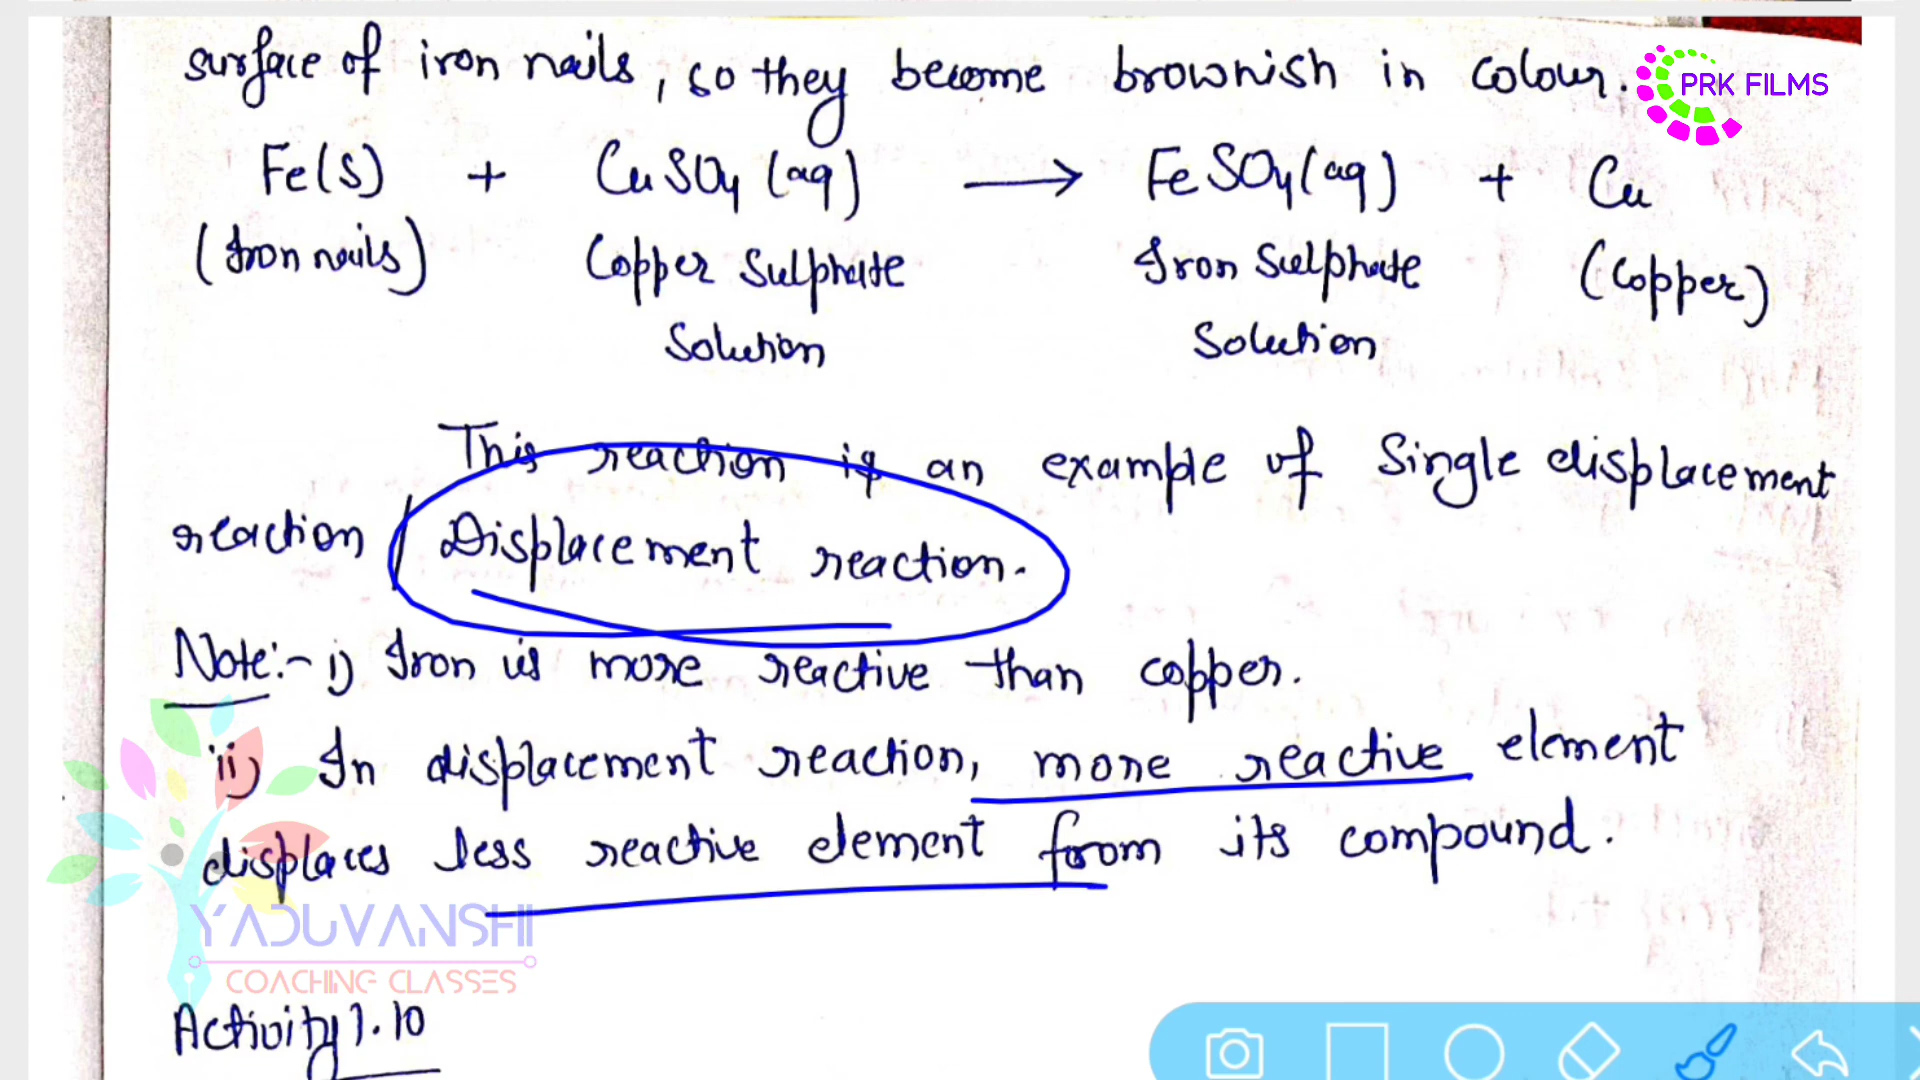 surface of iron nails, so they become brownish in colour.
PRK FILMS
Fe(s) + CuSO4 (aq) → FeSO4(aq) + Cu
(Iron nails) Copper Sulphate Iron Sulphate (Copper)
Solution Solution
This reaction is an example of Single displacement
reaction / Displacement reaction.
Note:- i) Iron is more reactive than copper.
ii) In displacement reaction, more reactive element
displaces less reactive element from its compound.
YADUVANSHI
COACHING CLASSES
Activity 1.10